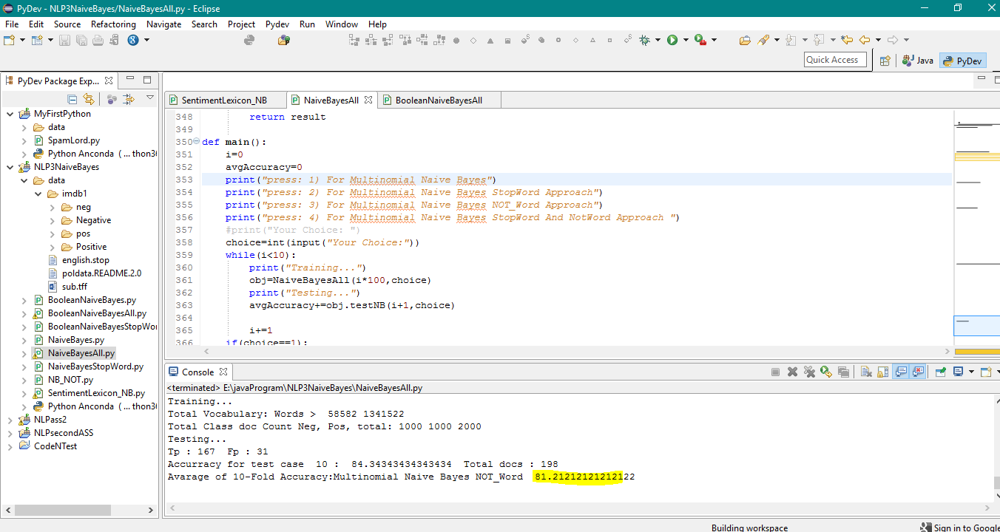 PyDev - NLP3NaiveBayes/NaiveBayesAll.py - Eclipse
File Edit Source Refactoring Navigate Search Project Pydev Run Window Help
Quick Access
Java
PyDev
PyDev Package Exp...
MyFirstPython
data
SpamLord.py
Python Anconda ( ... thon36
NLP3NaiveBayes
data
imdb1
neg
Negative
pos
Positive
english.stop
poldata.README.2.0
sub.tff
BooleanNaiveBayes.py
BooleanNaiveBayesAll.py
BooleanNaiveBayesStopWor
NaiveBayes.py
NaiveBayesAll.py
NaiveBayesStopWord.py
NB_NOT.py
SentimentLexicon_NB.py
Python Anconda ( ... thon36
NLPass2
NLPsecondASS
CodeNTest
SentimentLexicon_NB NaiveBayesAll BooleanNaiveBayesAll
348 return result
349
350 def main():
351 i=0
352 avgAccuracy=0
353 print("press: 1) For Multinomial Naive Bayes")
354 print("press: 2) For Multinomial Naive Bayes StopWord Approach")
355 print("press: 3) For Multinomial Naive Bayes NOT_Word Approach")
356 print("press: 4) For Multinomial Naive Bayes StopWord And NotWord Approach ")
357 #print("Your Choice: ")
358 choice=int(input("Your Choice:"))
359 while(i<10):
360 print("Training...")
361 obj=NaiveBayesAll(i*100,choice)
362 print("Testing...")
363 avgAccuracy+=obj.testNB(i+1,choice)
364
365 i+=1
366 if(choice==1):
Console
<terminated> E:\javaProgram\NLP3NaiveBayes\NaiveBayesAll.py
Training...
Total Vocabulary: Words > 58582 1341522
Total Class doc Count Neg, Pos, total: 1000 1000 2000
Testing...
Tp : 167 Fp : 31
Accurracy for test case 10 : 84.34343434343434 Total docs : 198
Avarage of 10-Fold Accuracy:Multinomial Naive Bayes NOT_Word 81.21212121212122
Building workspace
Sign in to Google